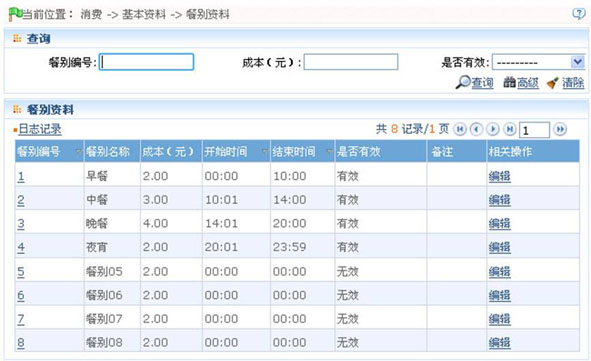 当前位置： 消费 -> 基本资料 -> 餐别资料
查询
餐别编号: 成本（元）: 是否有效: ---------
查询 高级 清除
餐别资料
日志记录 共 8 记录/1 页 1
餐别编号 餐别名称 成本（元） 开始时间 结束时间 是否有效 备注 相关操作
1 早餐 2.00 00:00 10:00 有效 编辑
2 中餐 3.00 10:01 14:00 有效 编辑
3 晚餐 4.00 14:01 20:00 有效 编辑
4 夜宵 2.00 20:01 23:59 有效 编辑
5 餐别05 2.00 00:00 00:00 无效 编辑
6 餐别06 2.00 00:00 00:00 无效 编辑
7 餐别07 2.00 00:00 00:00 无效 编辑
8 餐别08 2.00 00:00 00:00 无效 编辑